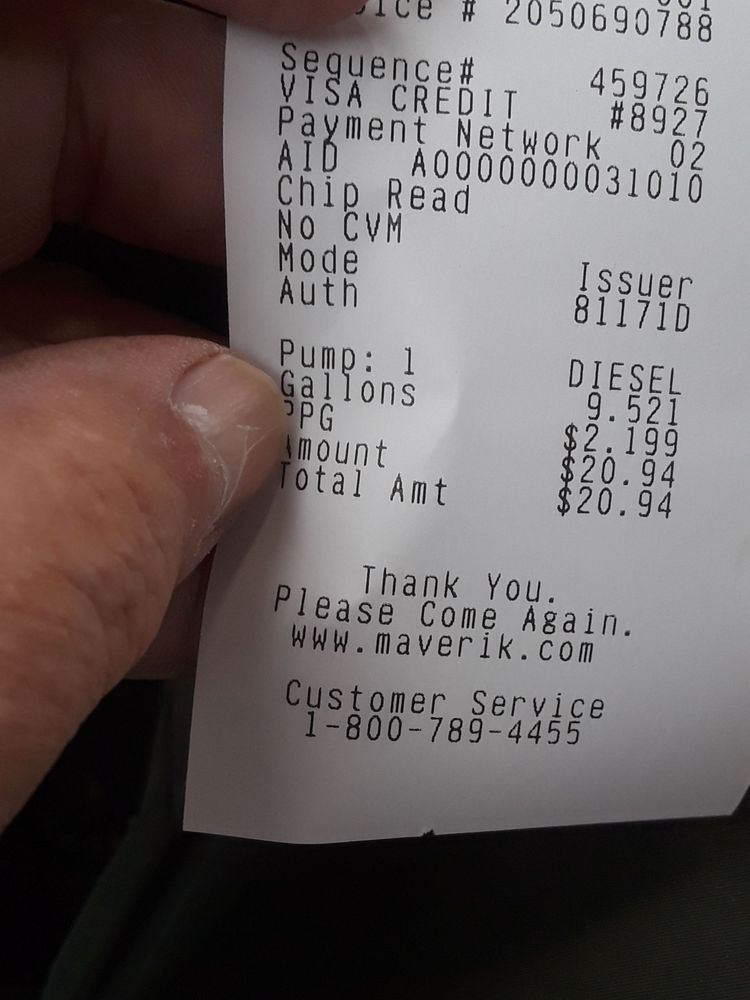 # 2050690788
Sequence# 459726
VISA CREDIT #8927
Payment Network 02
AID A0000000031010
Chip Read
No CVM
Mode Issuer
Auth 81171D
Pump: 1 DIESEL
Gallons 9.521
PPG $2.199
Amount $20.94
Total Amt $20.94
Thank You.
Please Come Again.
www.maverik.com
Customer Service
1-800-789-4455